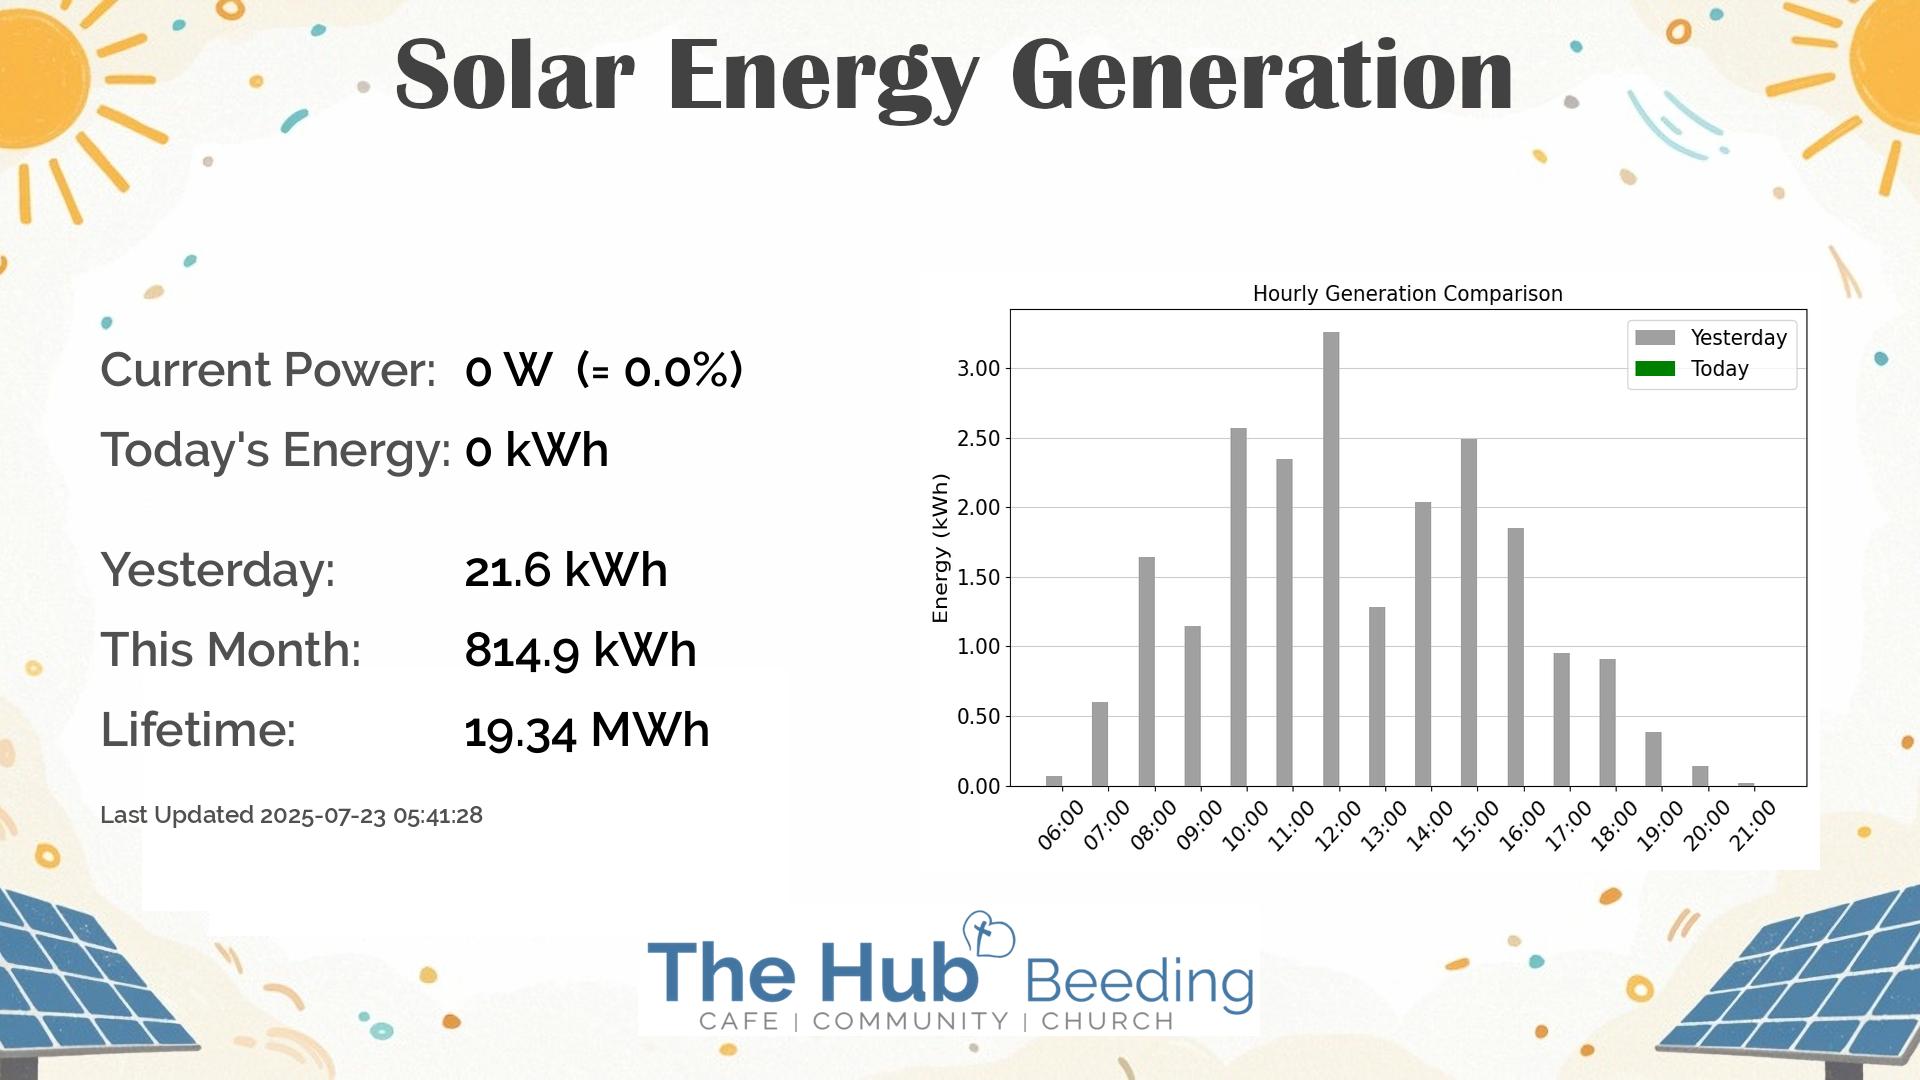 Solar Energy Generation
Current Power: 0 W (= 0.0%)
Today's Energy: 0 kWh
Yesterday: 21.6 kWh
This Month: 814.9 kWh
Lifetime: 19.34 MWh
Last Updated 2025-07-23 05:41:28
Hourly Generation Comparison
Yesterday
Today
Energy (kWh)
3.00
2.50
2.00
1.50
1.00
0.50
0.00
06:00 07:00 08:00 09:00 10:00 11:00 12:00 13:00 14:00 15:00 16:00 17:00 18:00 19:00 20:00 21:00
The Hub Beeding
CAFE | COMMUNITY | CHURCH